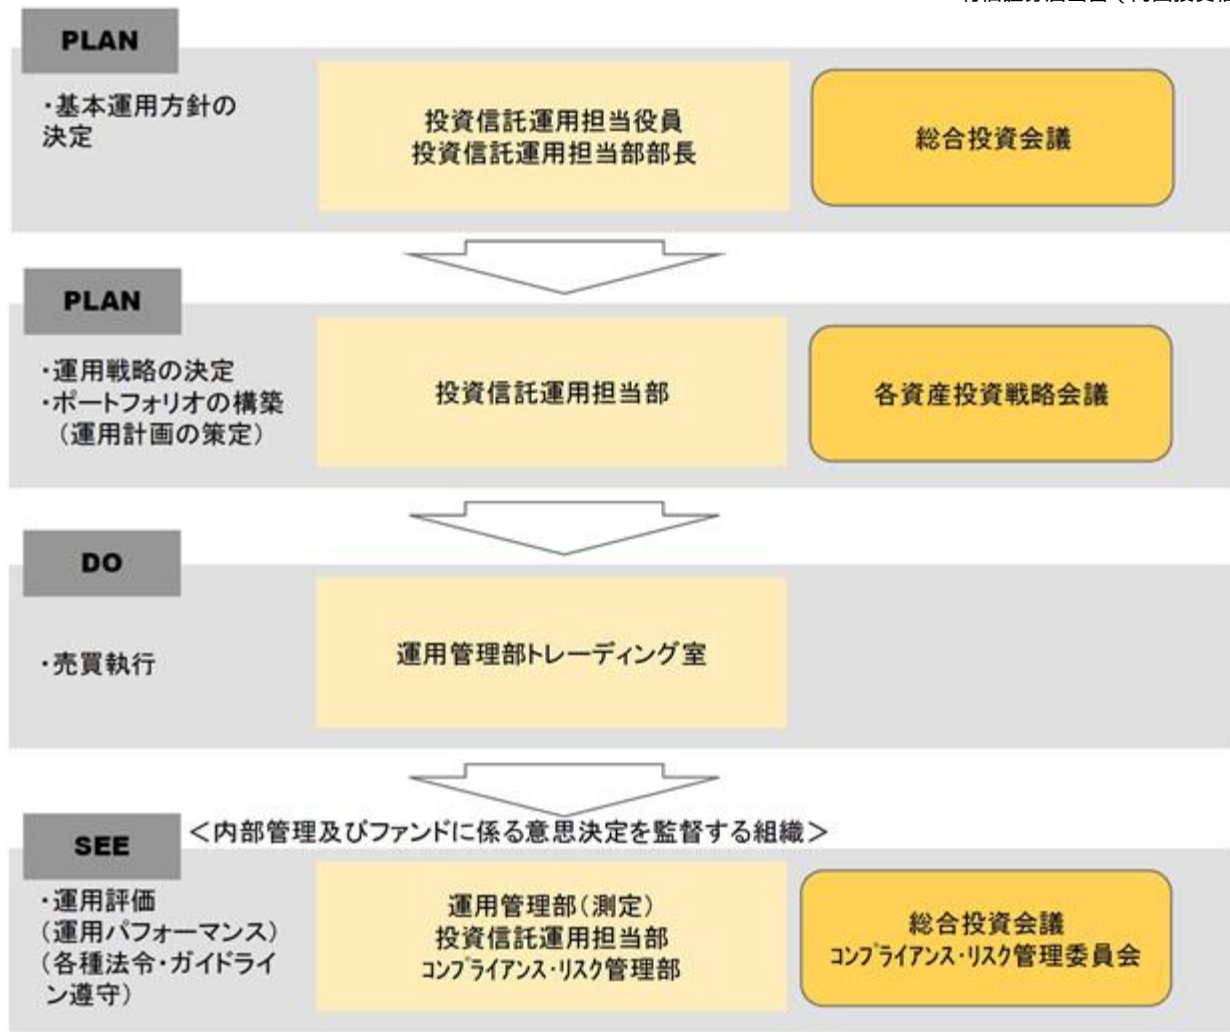 PLAN
・基本運用方針の
決定
投資信託運用担当役員
投資信託運用担当部部長
総合投資会議
PLAN
・運用戦略の決定
・ポートフォリオの構築
(運用計画の策定)
投資信託運用担当部
各資産投資戦略会議
DO
・売買執行
運用管理部トレーディング室
SEE
<内部管理及びファンドに係る意思決定を監督する組織>
・運用評価
(運用パフォーマンス)
(各種法令・ガイドライ
ン遵守)
運用管理部(測定)
投資信託運用担当部
コンプライアンス・リスク管理部
総合投資会議
コンプライアンス・リスク管理委員会